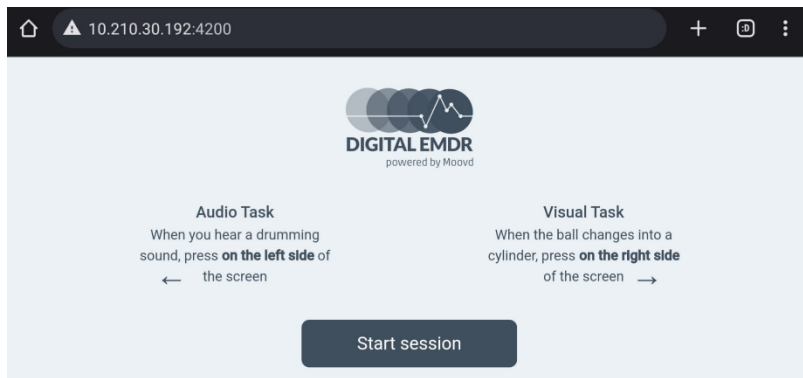 10.210.30.192:4200
:D
DIGITAL EMDR
powered by Moovd
Audio Task
When you hear a drumming
sound, press on the left side of
← the screen
Visual Task
When the ball changes into a
cylinder, press on the right side
of the screen →
Start session